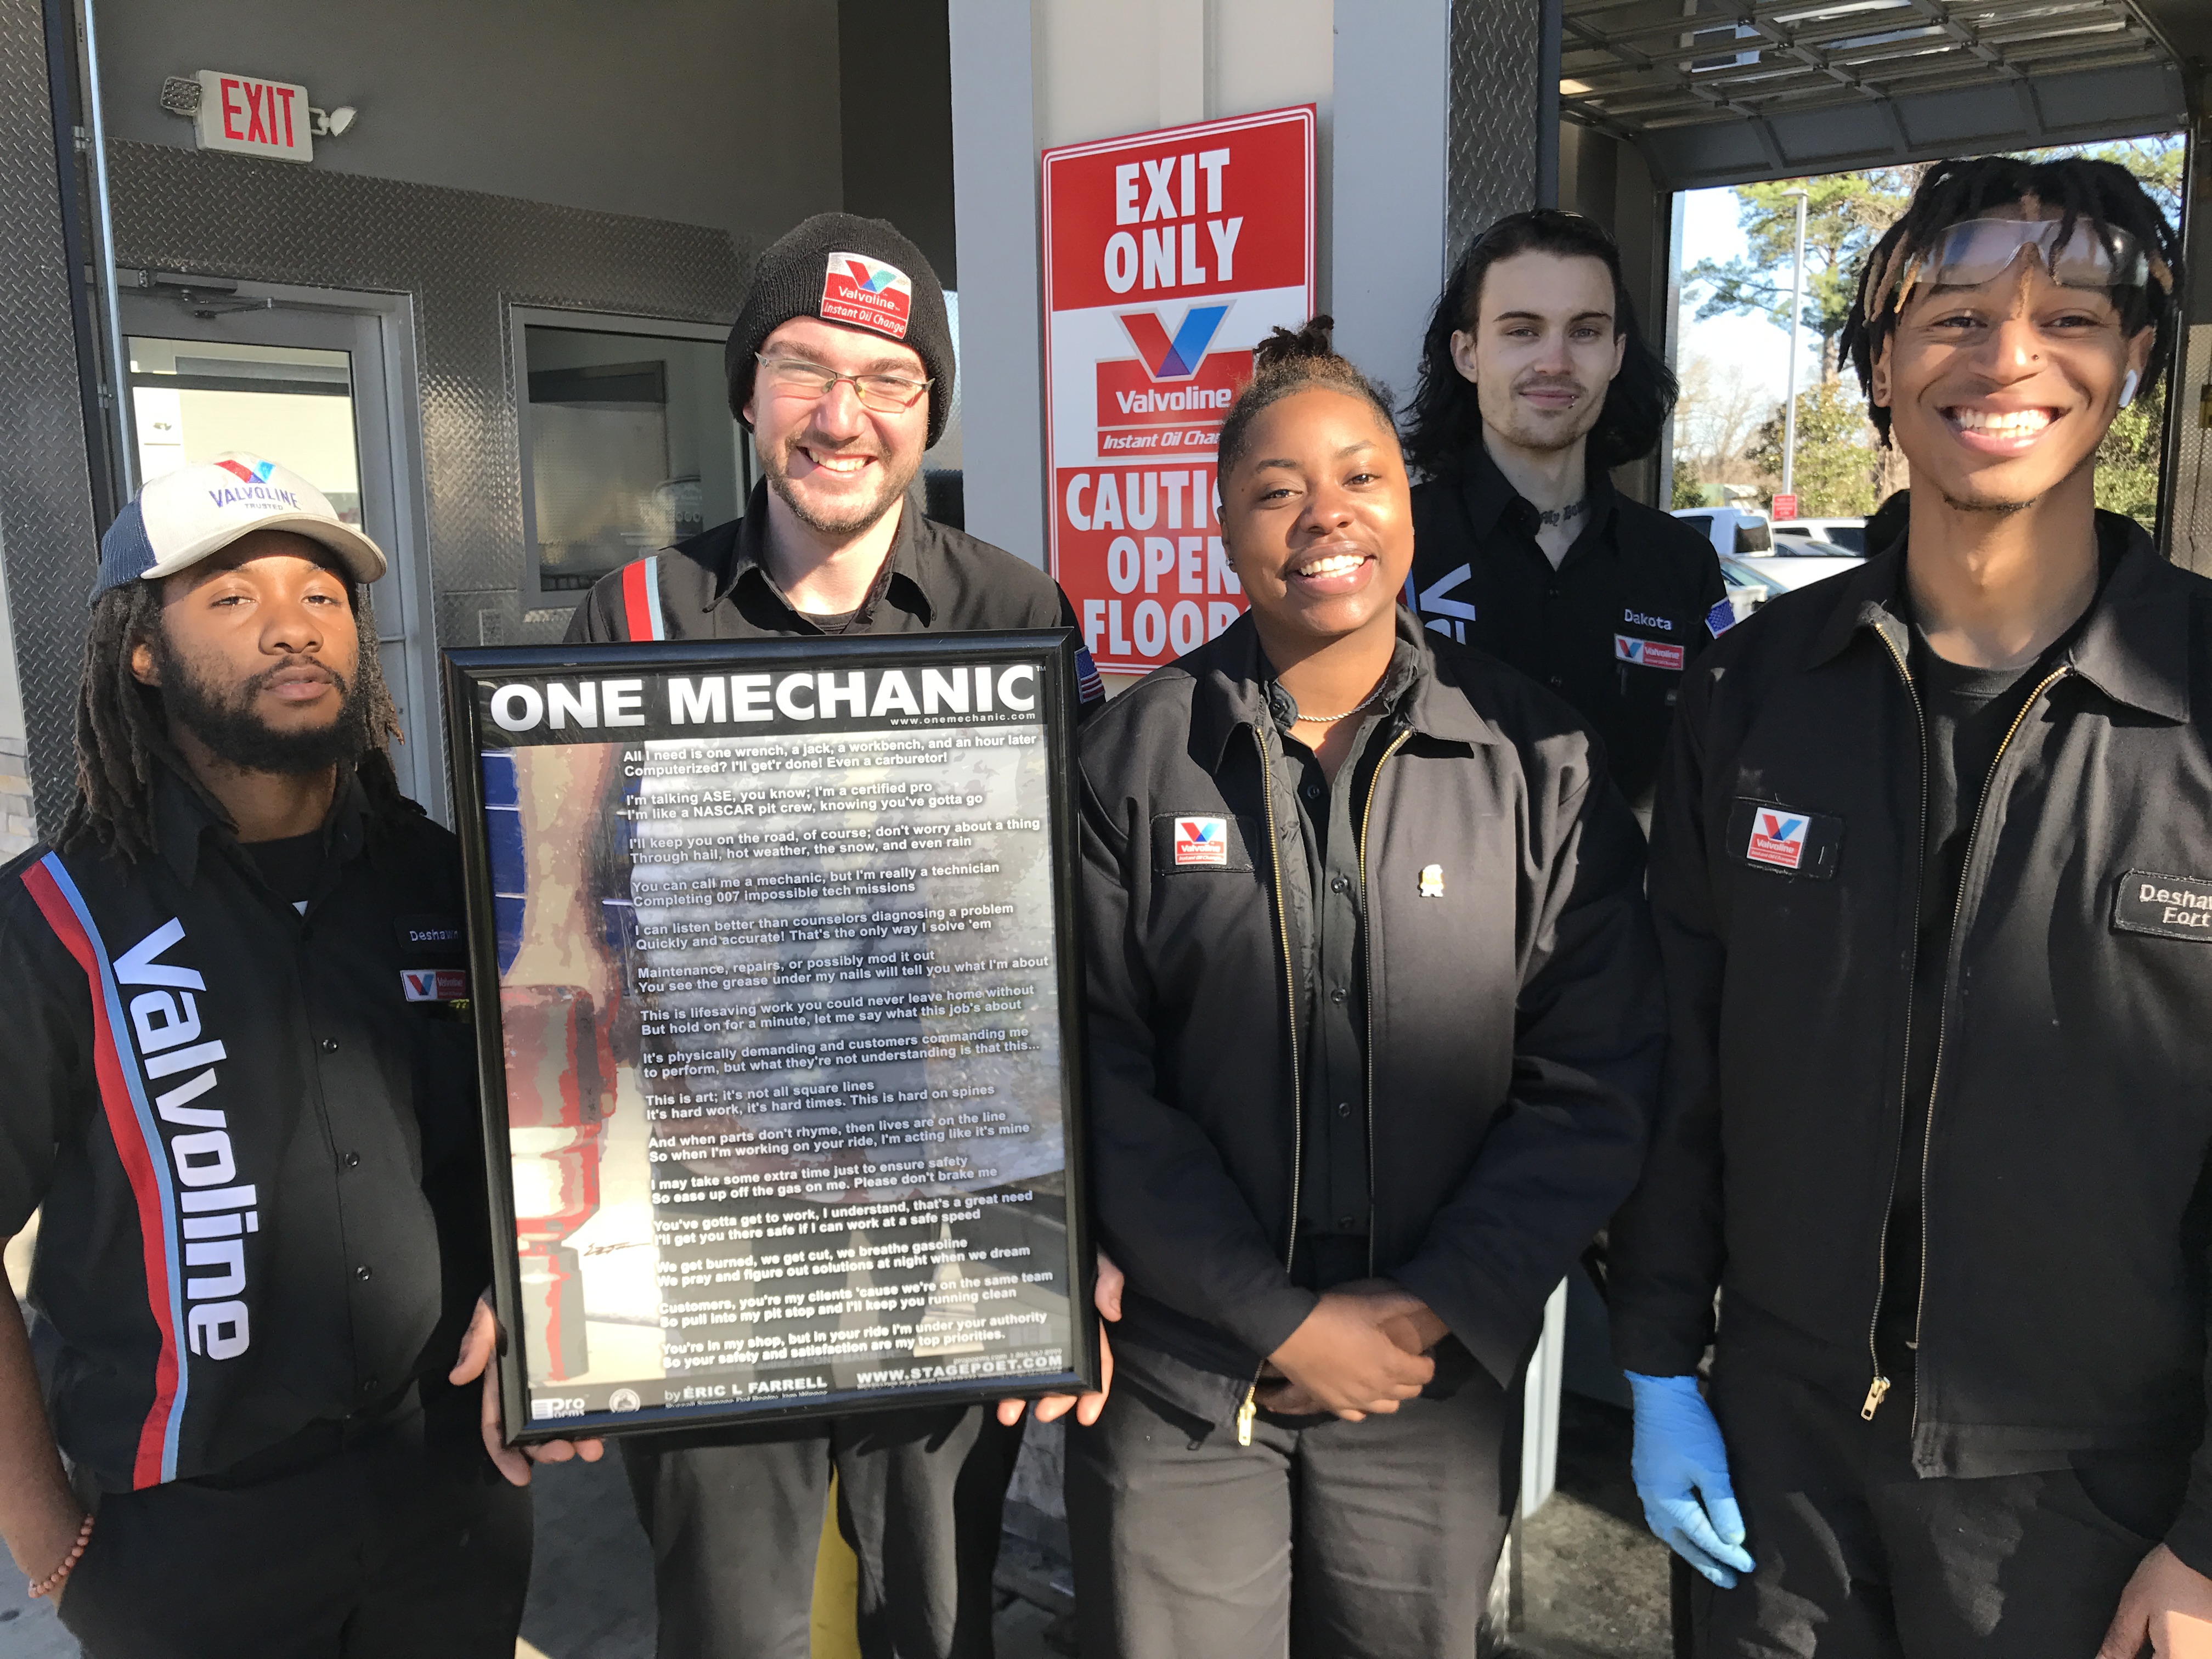 EXIT
EXIT
ONLY
Valvoline
Instant Oil Cha
CAUTIO
OPEN
FLOOR
VALVOLINE
TRUSTED
Valvoline
Instant Oil Change
Valvoline
Deshawn
Valvoline
Dakota
Valvoline
Valvoline
Valvoline
Desha
Fort
ONE MECHANIC™
www.onemechanic.com
All I need is one wrench, a jack, a workbench, and an hour later
Computerized? I'll get'r done! Even a carburetor!
I'm talking ASE, you know; I'm a certified pro
I'm like a NASCAR pit crew, knowing you've gotta go
I'll keep you on the road, of course; don't worry about a thing
Through hail, hot weather, the snow, and even rain
You can call me a mechanic, but I'm really a technician
Completing 007 impossible tech missions
I can listen better than counselors diagnosing a problem
Quickly and accurate! That's the only way I solve 'em
Maintenance, repairs, or possibly mod it out
You see the grease under my nails will tell you what I'm about
This is lifesaving work you could never leave home without
But hold on for a minute, let me say what this job's about
It's physically demanding and customers commanding me
to perform, but what they're not understanding is that this...
This is art; it's not all square lines
It's hard work, it's hard times. This is hard on spines
And when parts don't rhyme, then lives are on the line
So when I'm working on your ride, I'm acting like it's mine
I may take some extra time just to ensure safety
So ease up off the gas on me. Please don't brake me
You've gotta get to work, I understand, that's a great need
I'll get you there safe if I can work at a safe speed
We get burned, we get cut, we breathe gasoline
We pray and figure out solutions at night when we dream
Customers, you're my clients 'cause we're on the same team
So pull into my pit stop and I'll keep you running clean
You're in my shop, but in your ride I'm under your authority
So your safety and satisfaction are my top priorities.
WWW.STAGEPOET.COM
by ERIC L FARRELL
Pro
oems